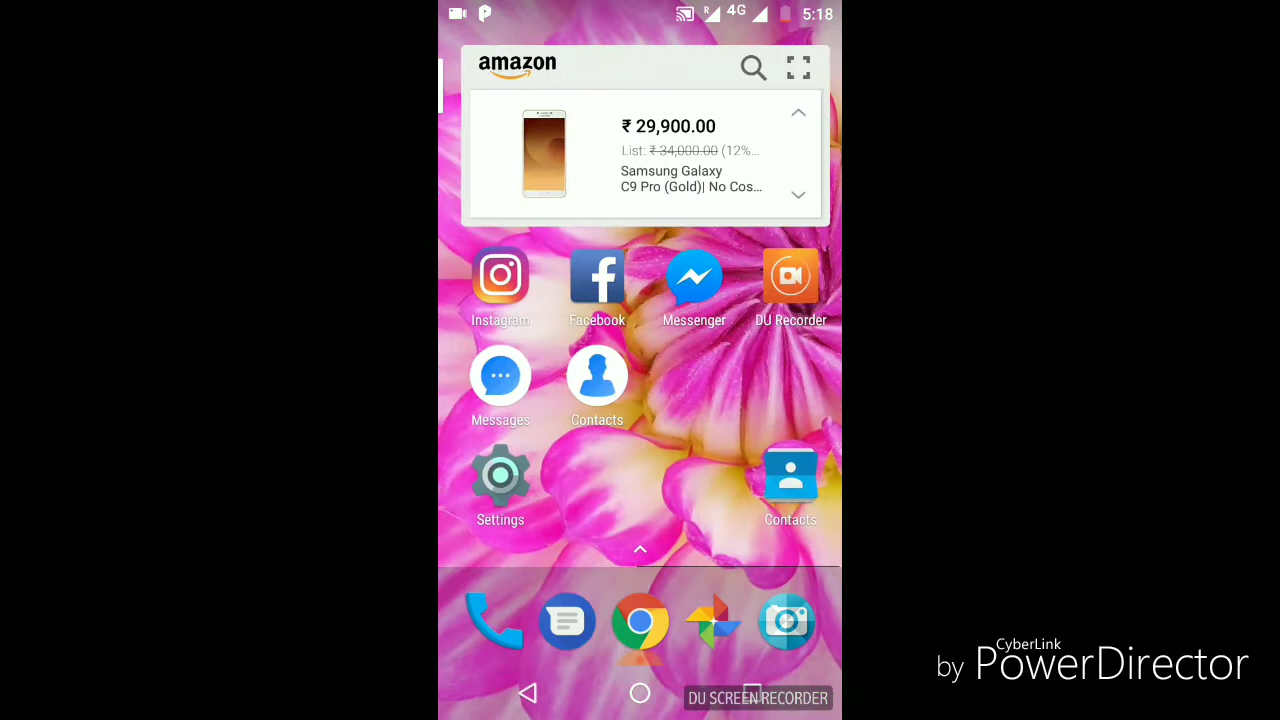 R 4G 5:18
amazon
₹ 29,900.00
List: ₹ 34,000.00 (12%...
Samsung Galaxy
C9 Pro (Gold)| No Cos...
Instagram Facebook Messenger DU Recorder
Messages Contacts
Settings Contacts
CyberLink
by PowerDirector
DU SCREEN RECORDER